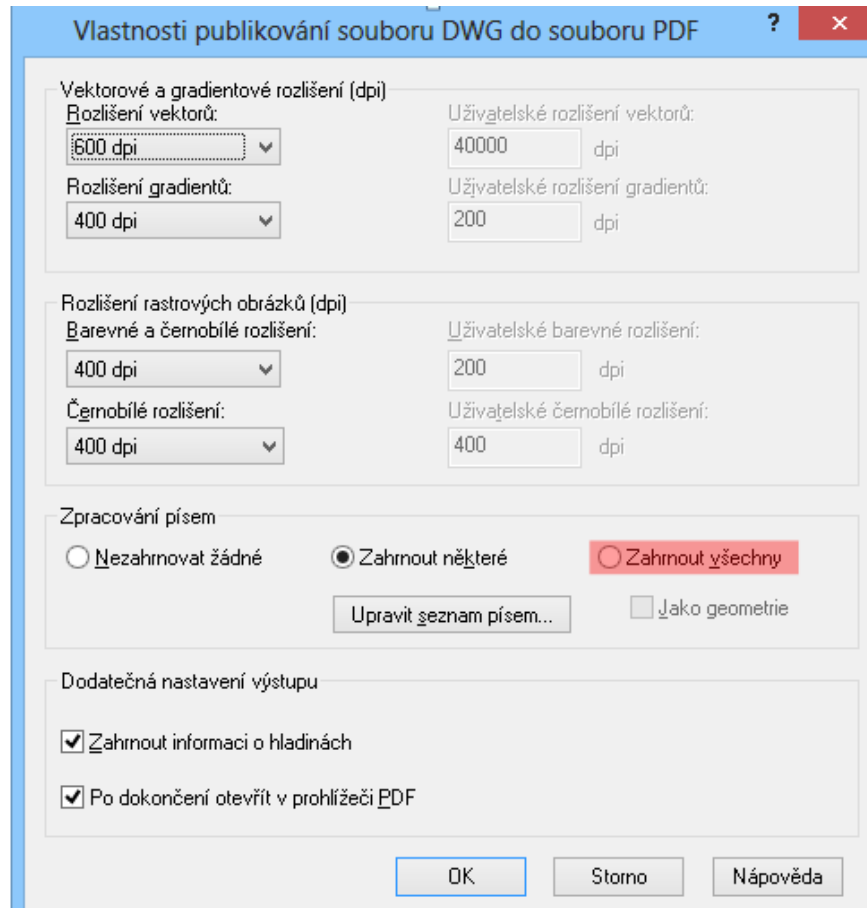 Vlastnosti publikování souboru DWG do souboru PDF ? ×
Vektorové a gradientové rozlišení (dpi)
Rozlišení vektorů: Uživatelské rozlišení vektorů:
600 dpi 40000 dpi
Rozlišení gradientů: Uživatelské rozlišení gradientů:
400 dpi 200 dpi
Rozlišení rastrových obrázků (dpi)
Barevné a černobílé rozlišení: Uživatelské barevné rozlišení:
400 dpi 200 dpi
Černobílé rozlišení: Uživatelské černobílé rozlišení:
400 dpi 400 dpi
Zpracování písem
Nezahrnovat žádné Zahrnout některé Zahrnout všechny
Upravit seznam písem... Jako geometrie
Dodatečná nastavení výstupu
Zahrnout informaci o hladinách
Po dokončení otevřít v prohlížeči PDF
OK Storno Nápověda